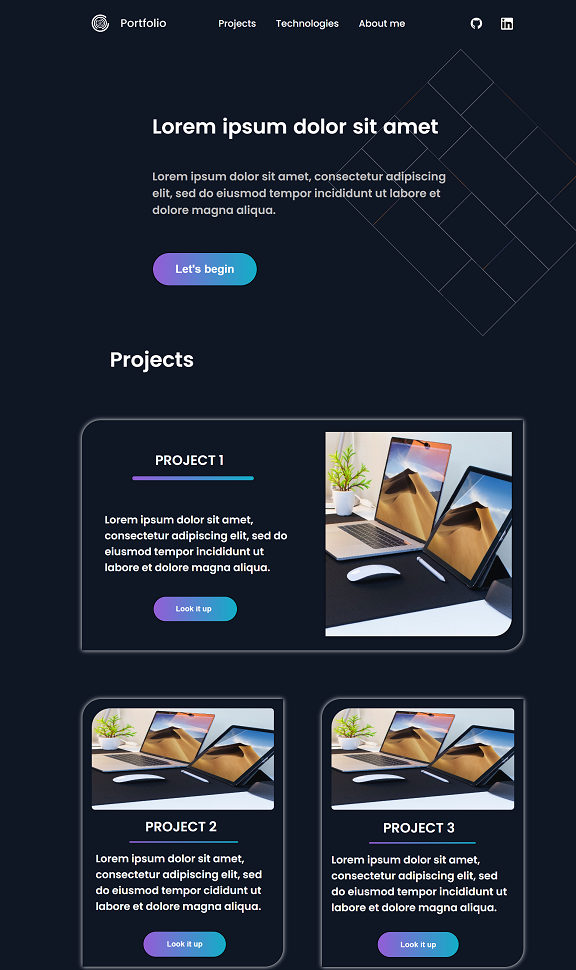 Portfolio
Projects
Technologies
About me
Lorem ipsum dolor sit amet
Lorem ipsum dolor sit amet, consectetur adipiscing
elit, sed do eiusmod tempor incididunt ut labore et
dolore magna aliqua.
Let's begin
Projects
PROJECT 1
Lorem ipsum dolor sit amet,
consectetur adipiscing elit, sed do
eiusmod tempor incididunt ut
labore et dolore magna aliqua.
Look it up
PROJECT 2
Lorem ipsum dolor sit amet,
consectetur adipiscing elit, sed
do eiusmod tempor cididunt ut
labore et dolore magna aliqua.
Look it up
PROJECT 3
Lorem ipsum dolor sit amet,
consectetur adipiscing elit, sed
do eiusmod tempor incididunt ut
labore et dolore magna aliqua.
Look it up